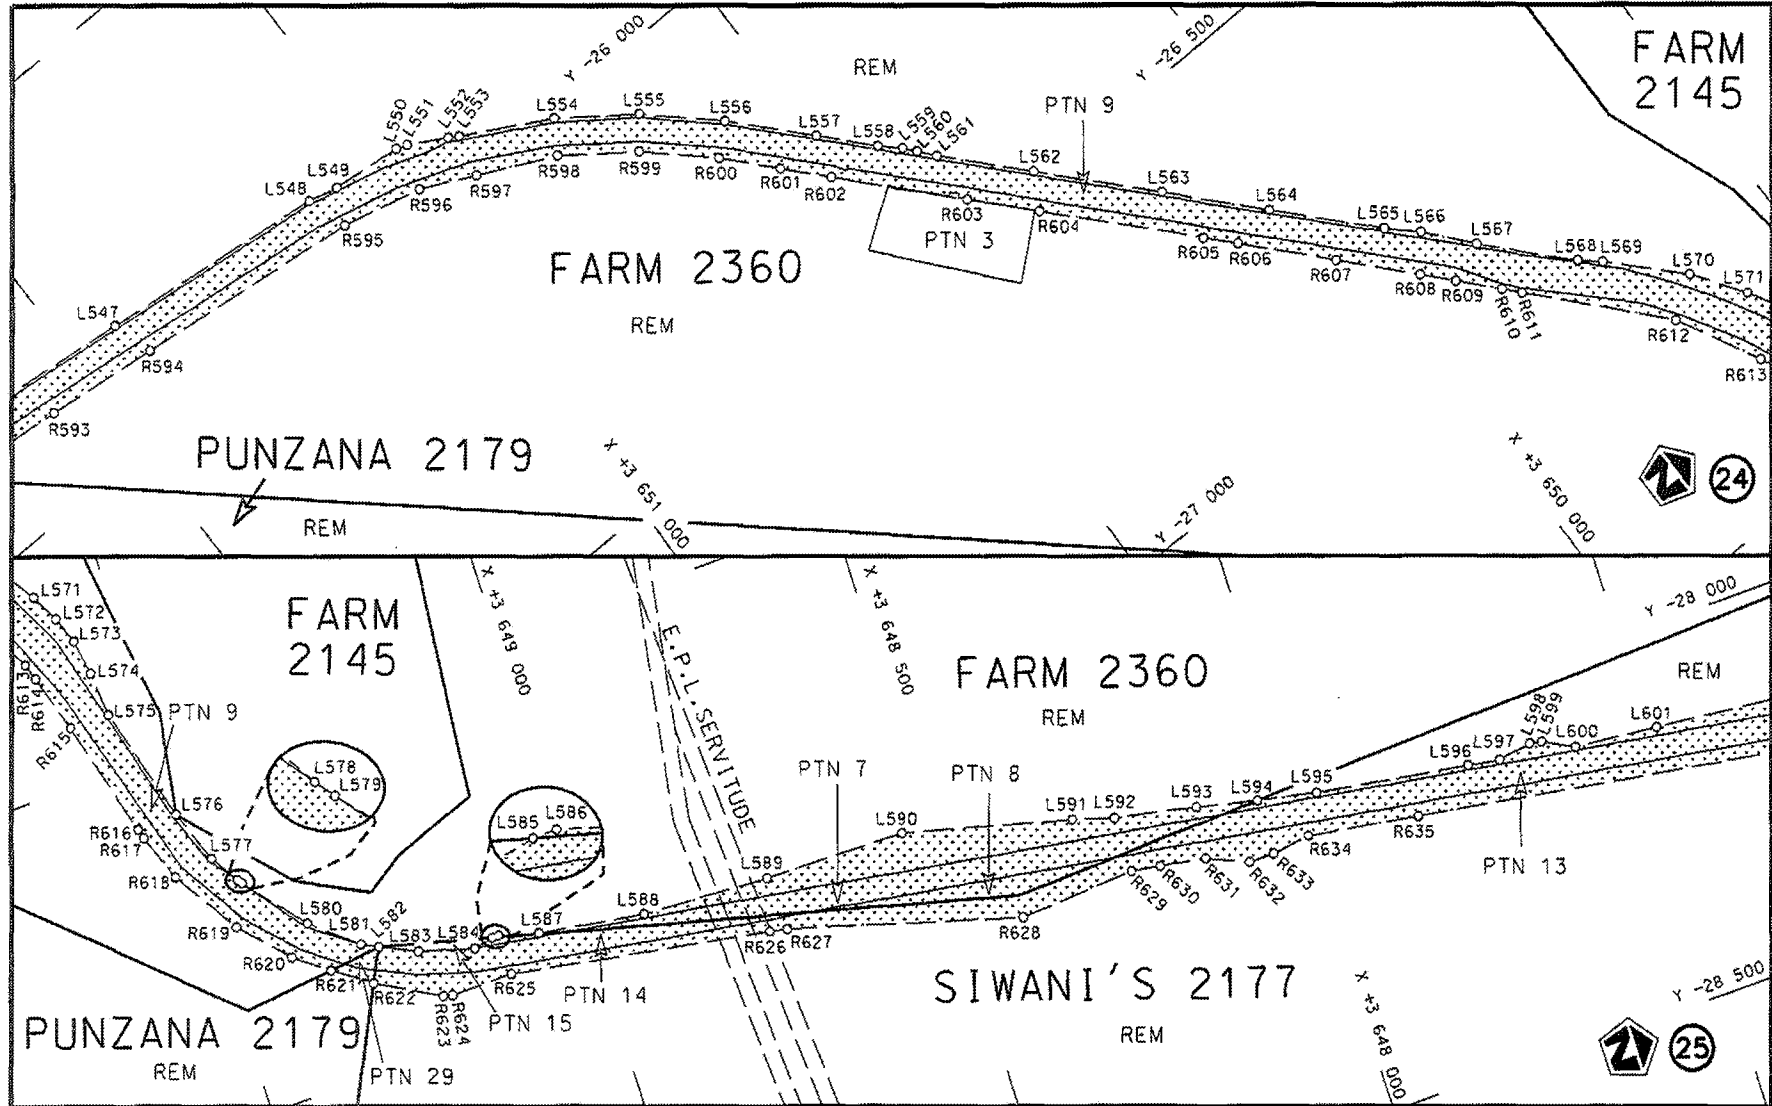 Y -26 000
REM
Y -26 500
FARM
2145
PTN 9
L547
L548
L549
L550
L551
L552
L553
L554
L555
L556
L557
L558
L559
L560
L561
L562
L563
L564
L565
L566
L567
L568
L569
L570
L571
R593
R594
R595
R596
R597
R598
R599
R600
R601
R602
R603
R604
R605
R606
R607
R608
R609
R610
R611
R612
R613
PTN 3
FARM 2360
REM
PUNZANA 2179
REM
X +3 651 000
Y -27 000
X +3 650 000
24
L571
L572
L573
L574
L575
PTN 9
L576
L577
L578
L579
L580
L581
L582
L583
L584
L585
L586
L587
L588
L589
L590
L591
L592
L593
L594
L595
L596
L597
L598
L599
L600
L601
FARM
2145
X +3 649 000
E.P.L. SERVITUDE
X +3 648 500
FARM 2360
REM
Y -28 000
REM
PTN 7
PTN 8
PTN 13
R613
R614
R615
R616
R617
R618
R619
R620
R621
R622
R623
R624
R625
R626
R627
R628
R629
R630
R631
R632
R633
R634
R635
PTN 14
PTN 15
PTN 29
PUNZANA 2179
REM
SIWANI'S 2177
REM
X +3 648 000
Y -28 500
25